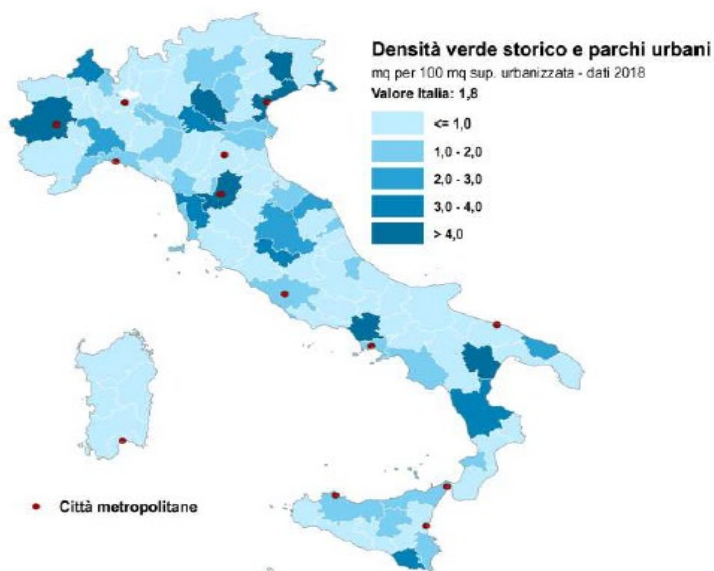 Densità verde storico e parchi urbani
mq per 100 mq sup. urbanizzata - dati 2018
Valore Italia: 1,8
<= 1,0
1,0 - 2,0
2,0 - 3,0
3,0 - 4,0
> 4,0
Città metropolitane